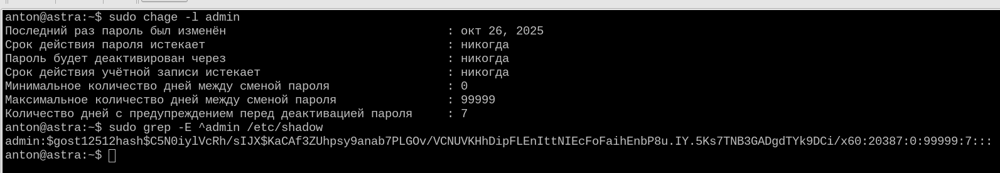 anton@astra:~$ sudo chage -l admin
Последний раз пароль был изменён : окт 26, 2025
Срок действия пароля истекает : никогда
Пароль будет деактивирован через : никогда
Срок действия учётной записи истекает : никогда
Минимальное количество дней между сменой пароля : 0
Максимальное количество дней между сменой пароля : 99999
Количество дней с предупреждением перед деактивацией пароля : 7
anton@astra:~$ sudo grep -E ^admin /etc/shadow
admin:$gost12512hash$C5N0iylVcRh/sIJX$KaCAf3ZUhpsy9anab7PLGOv/VCNUVKHhDipFLEnIttNIEcFoFaihEnbP8u.IY.5Ks7TNB3GADgdTYk9DCi/x60:20387:0:99999:7:::
anton@astra:~$